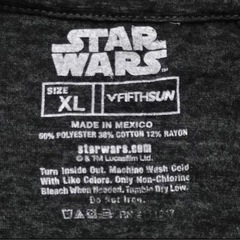 STAR
WARS
SIZE
XL
FIFTHSUN
MADE IN MEXICO
50% POLYESTER 38% COTTON 12% RAYON
starwars.com
© & TM Lucasfilm Ltd.
Turn Inside Out. Machine Wash Cold
With Like Colors. Only Non-Chlorine
Bleach When Needed. Tumble Dry Low.
Do Not Iron.